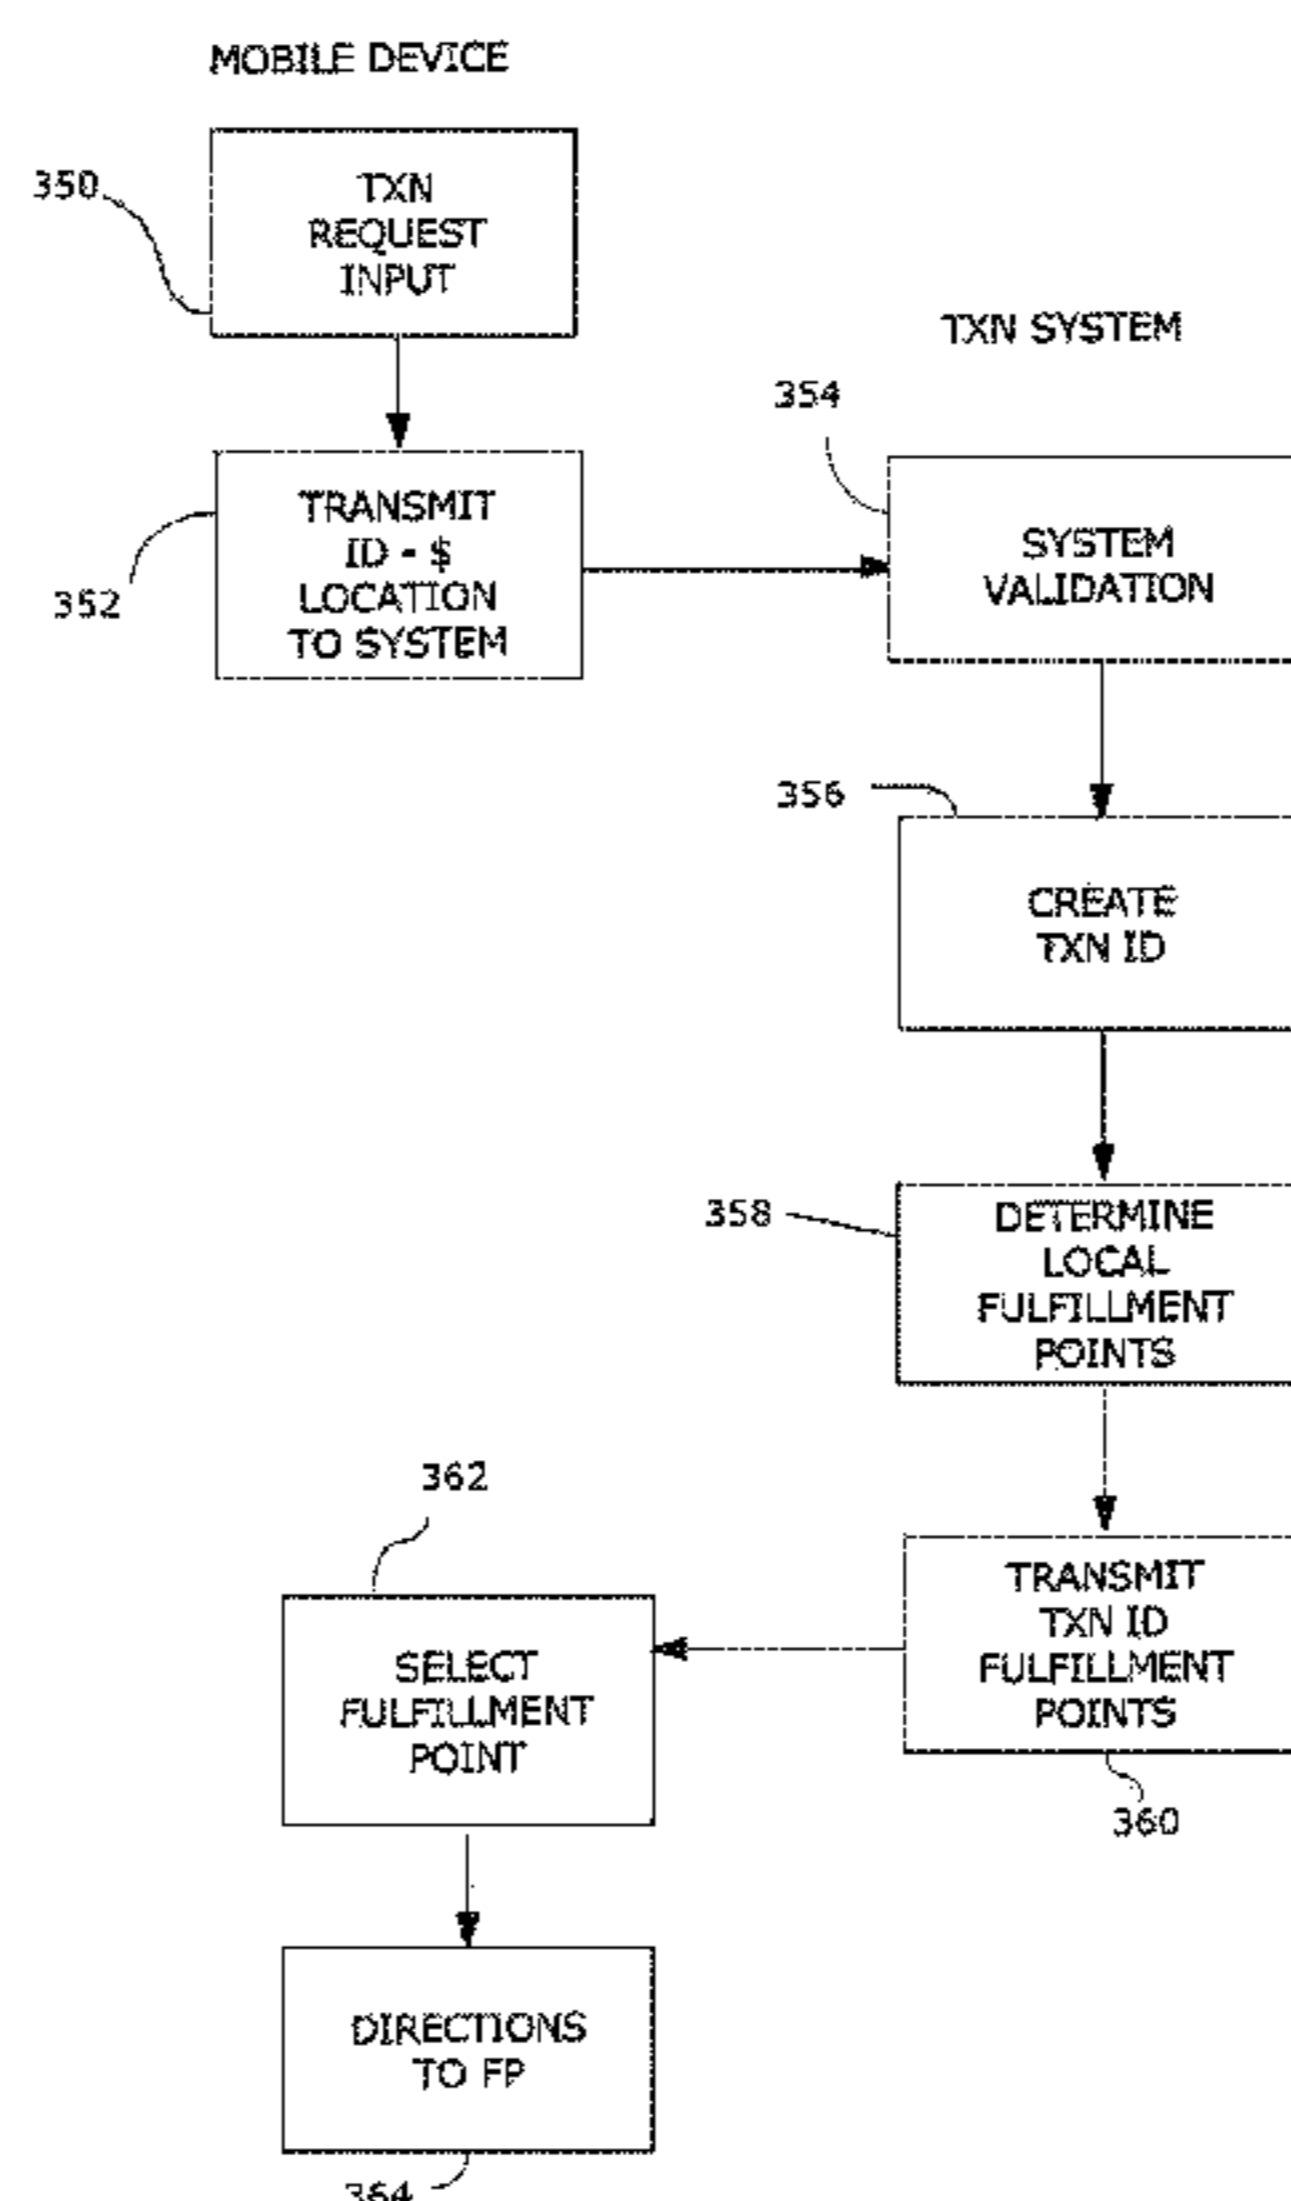 MOBILE DEVICE
350
TXN
REQUEST
INPUT
TXN SYSTEM
354
352
TRANSMIT
ID - $
LOCATION
TO SYSTEM
SYSTEM
VALIDATION
356
CREATE
TXN ID
358
DETERMINE
LOCAL
FULFILLMENT
POINTS
362
SELECT
FULFILLMENT
POINT
TRANSMIT
TXN ID
FULFILLMENT
POINTS
360
DIRECTIONS
TO FP
364